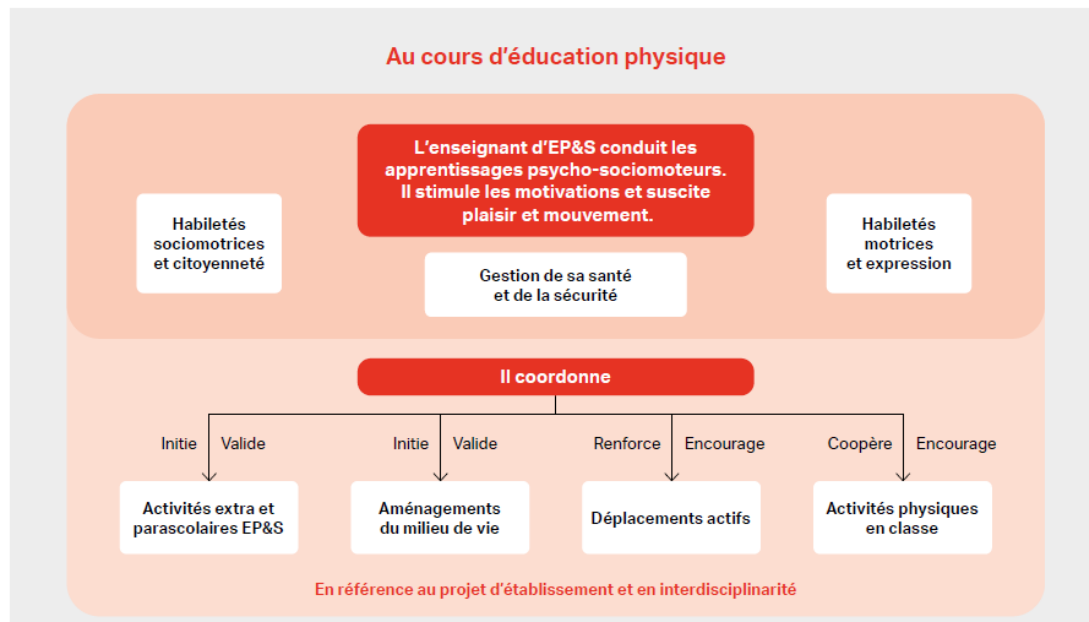 Au cours d’éducation physique
L’enseignant d’EP&S conduit les
apprentissages psycho-sociomoteurs.
Il stimule les motivations et suscite
plaisir et mouvement.
Habiletés
sociomotrices
et citoyenneté
Gestion de sa santé
et de la sécurité
Habiletés
motrices
et expression
Il coordonne
Initie Valide
Initie Valide
Renforce Encourage
Coopère Encourage
Activités extra et
parascolaires EP&S
Aménagements
du milieu de vie
Déplacements actifs
Activités physiques
en classe
En référence au projet d’établissement et en interdisciplinarité